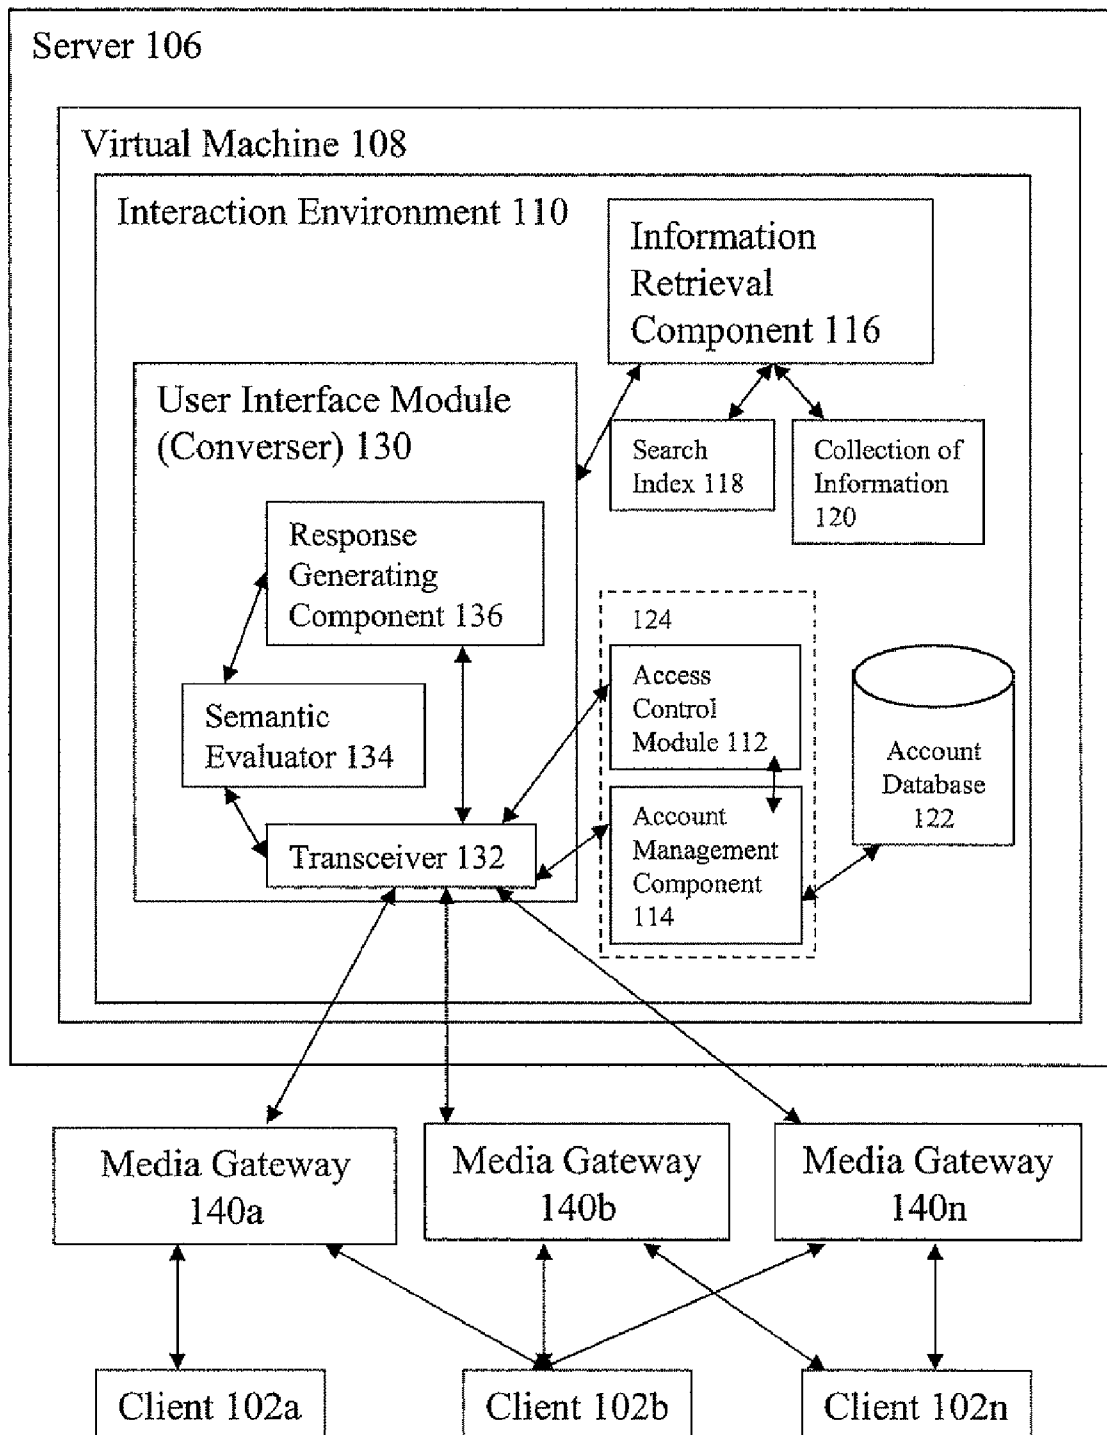 Server 106
Virtual Machine 108
Interaction Environment 110
Information
Retrieval
Component 116
User Interface Module
(Converser) 130
Search
Index 118
Collection of
Information
120
Response
Generating
Component 136
124
Access
Control
Module 112
Semantic
Evaluator 134
Account
Database
122
Account
Management
Component
114
Transceiver 132
Media Gateway
140a
Media Gateway
140b
Media Gateway
140n
Client 102a
Client 102b
Client 102n